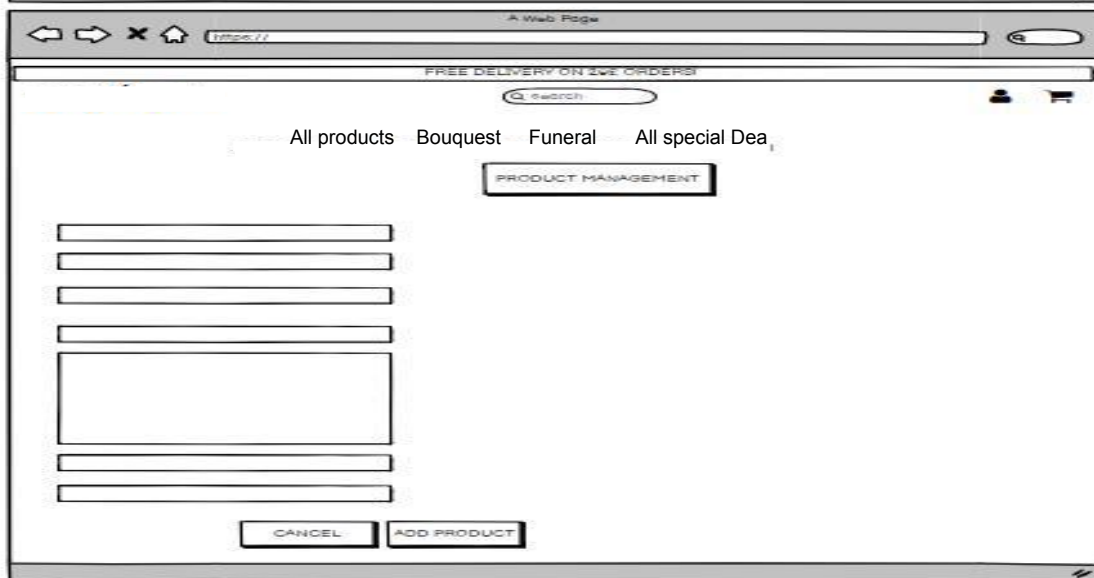 A Web Page
https://
FREE DELIVERY ON ORDERS!
Search
All products Bouquest Funeral All special Dea
PRODUCT MANAGEMENT
CANCEL ADD PRODUCT